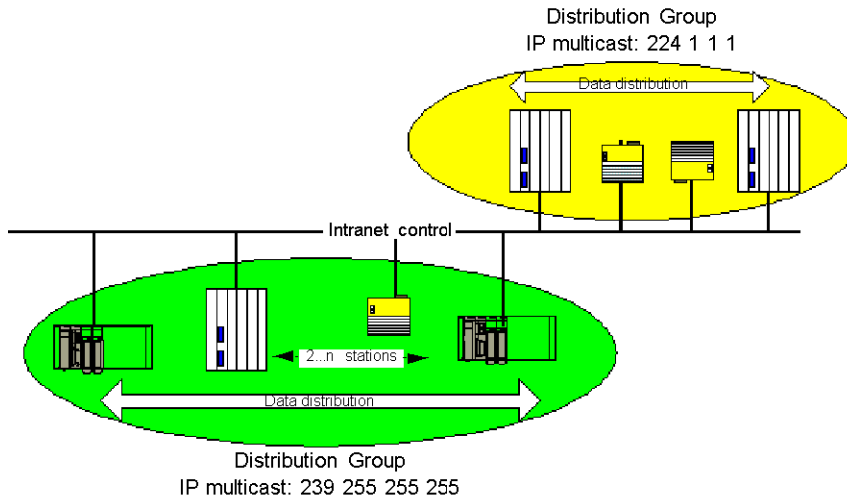 Distribution Group
IP multicast: 224 1 1 1
Data distribution
Intranet control
2...n stations
Data distribution
Distribution Group
IP multicast: 239 255 255 255